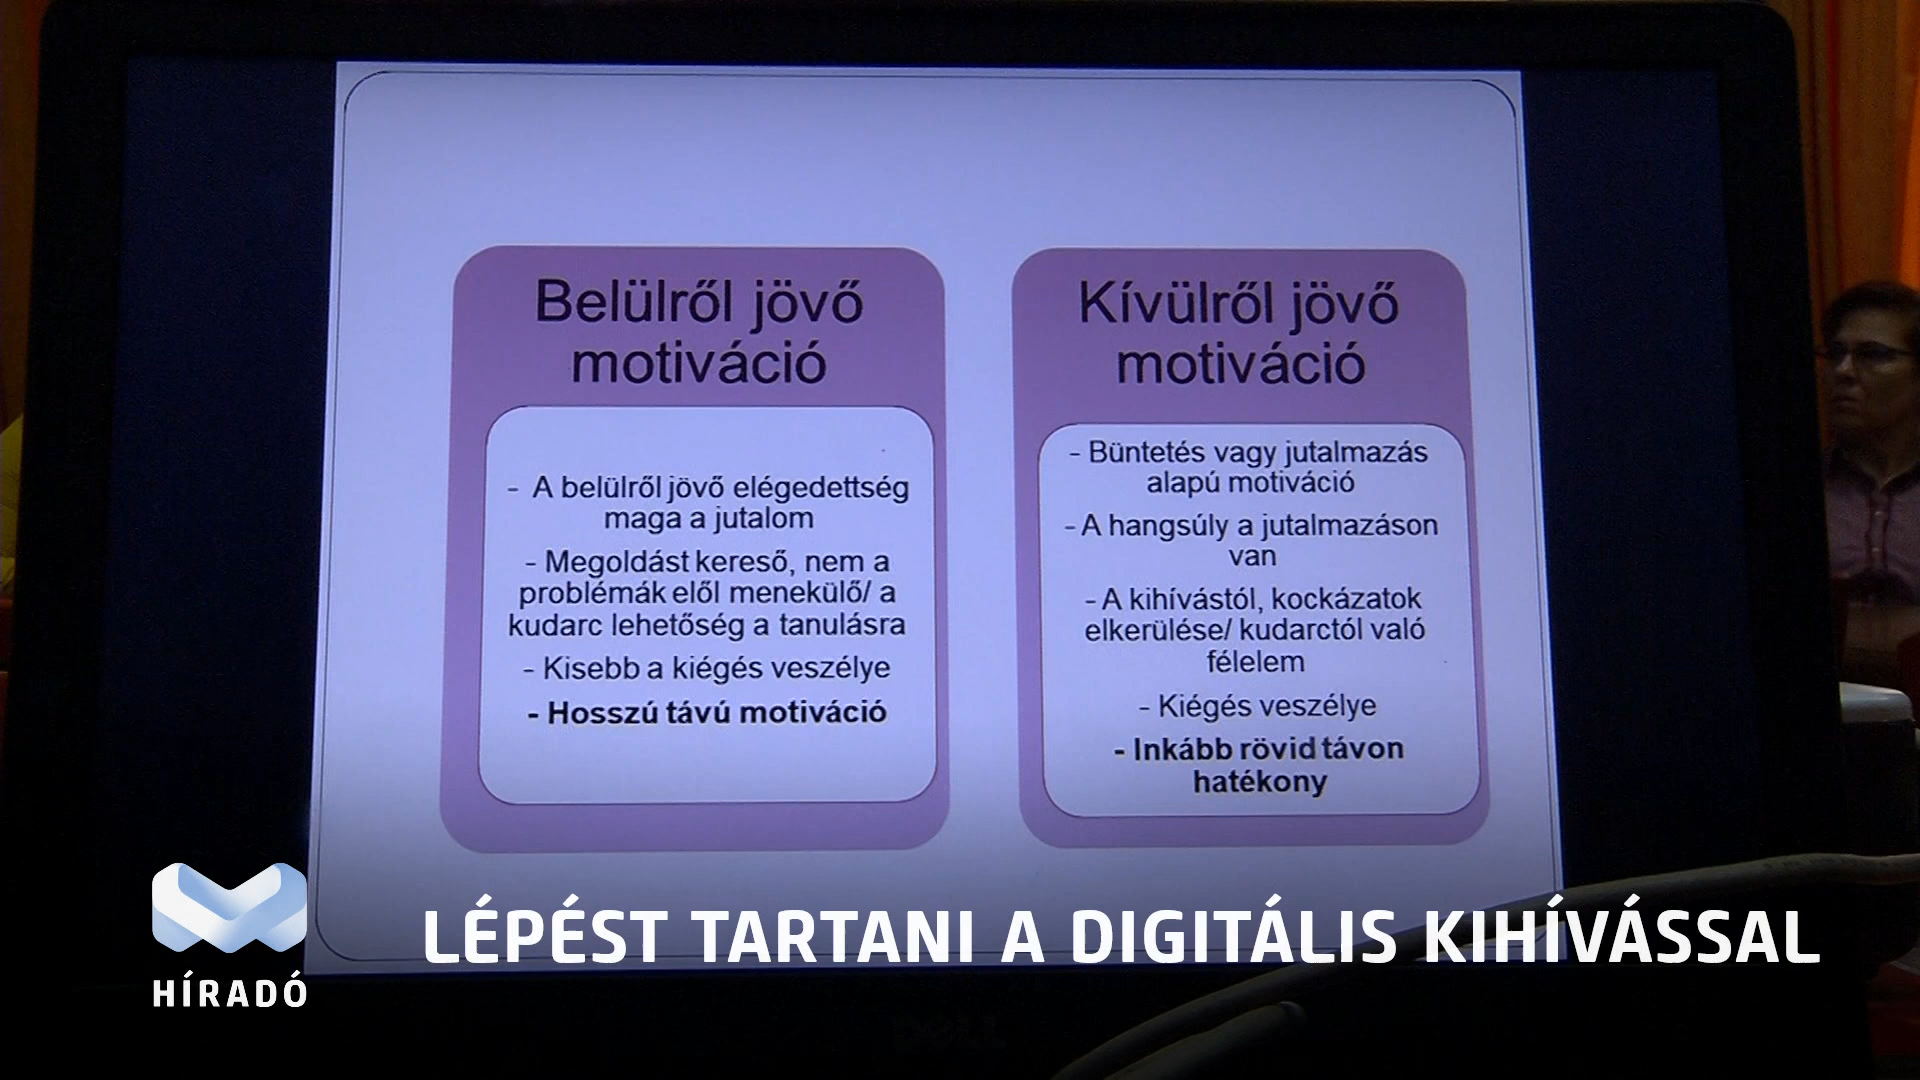 Belülről jövő
motiváció
- A belülről jövő elégedettség
maga a jutalom
- Megoldást kereső, nem a
problémák elől menekülő/ a
kudarc lehetőség a tanulásra
- Kisebb a kiégés veszélye
- Hosszú távú motiváció
Kívülről jövő
motiváció
- Büntetés vagy jutalmazás
alapú motiváció
- A hangsúly a jutalmazáson
van
- A kihívástól, kockázatok
elkerülése/ kudarctól való
félelem
- Kiégés veszélye
- Inkább rövid távon
hatékony
LÉPÉST TARTANI A DIGITÁLIS KIHÍVÁSSAL
HÍRADÓ
DELL